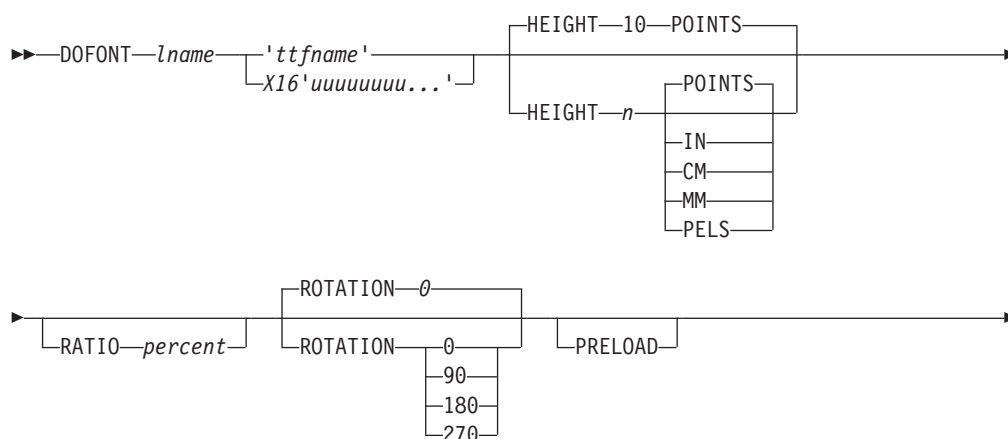 HEIGHT 10 POINTS
DOFONT lname 'ttfname'
X16'uuuuuuuu...'
HEIGHT n POINTS
IN
CM
MM
PELS
ROTATION 0
RATIO percent ROTATION 0 PRELOAD
90
180
270